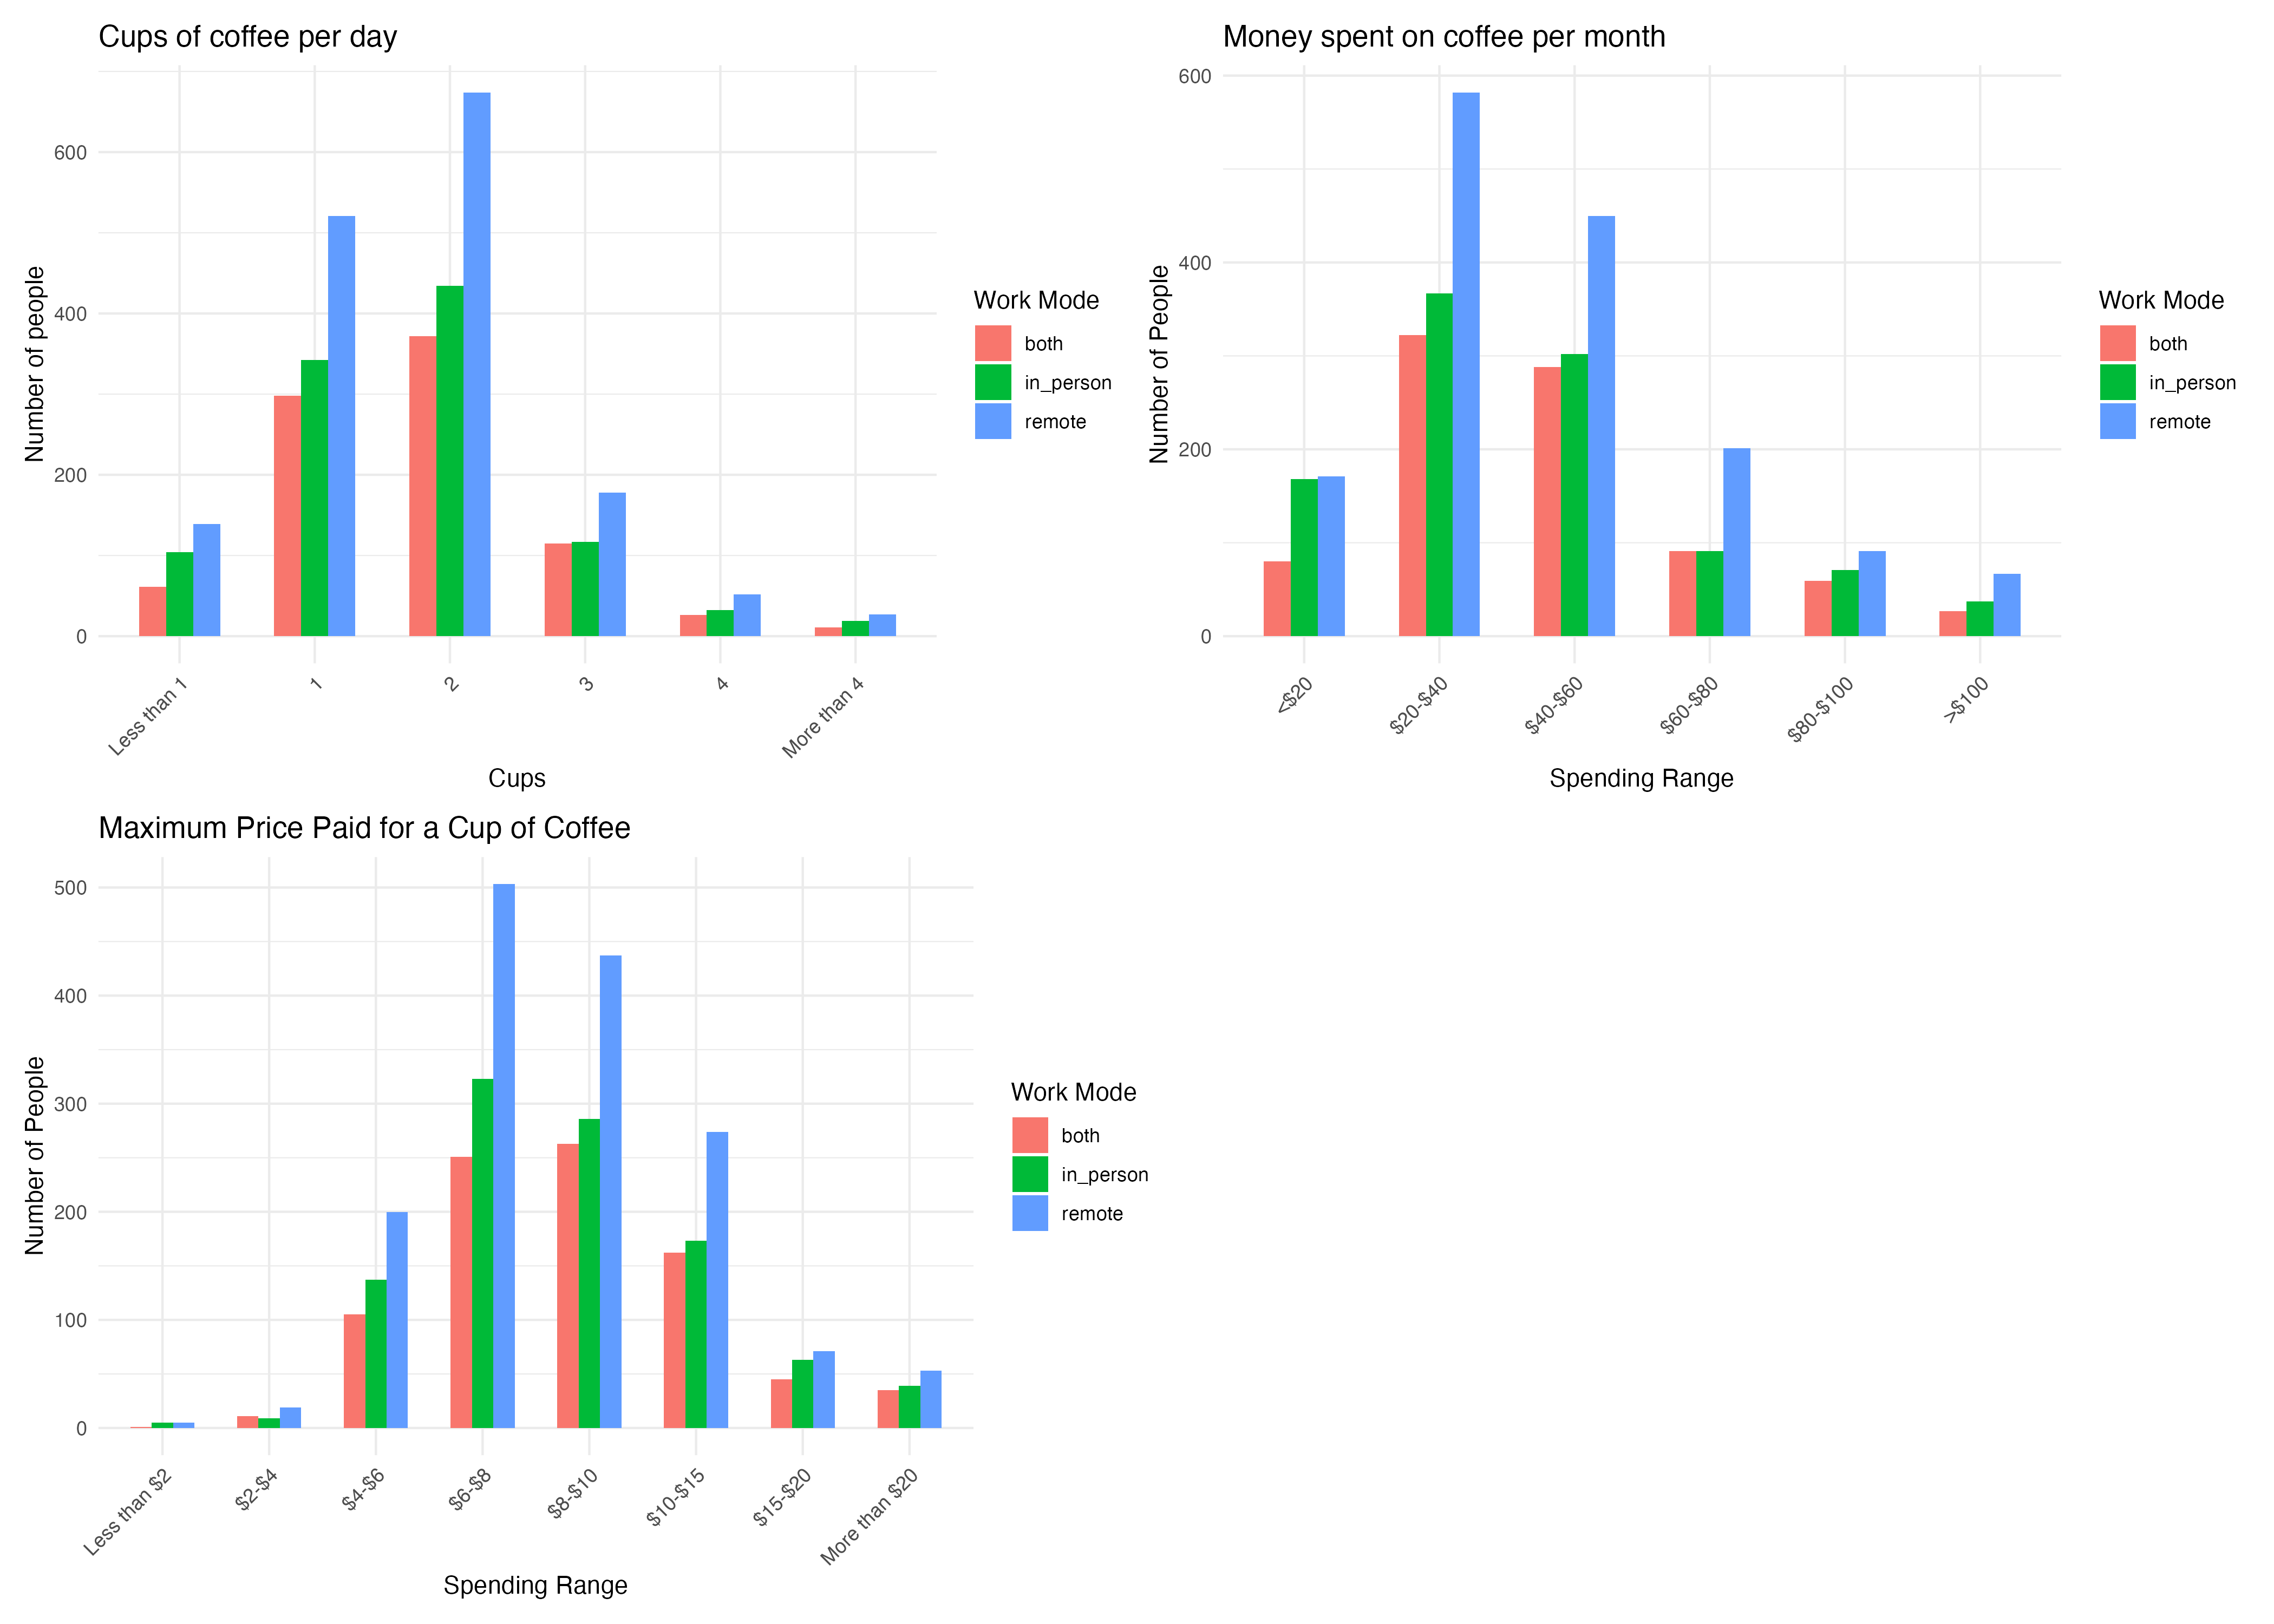 Cups of coffee per day
Number of people
600
400
200
0
Less than 1
1
2
3
4
More than 4
Cups
Work Mode
both
in_person
remote
Money spent on coffee per month
Number of People
600
400
200
0
<$20
$20-$40
$40-$60
$60-$80
$80-$100
>$100
Spending Range
Work Mode
both
in_person
remote
Maximum Price Paid for a Cup of Coffee
Number of People
500
400
300
200
100
0
Less than $2
$2-$4
$4-$6
$6-$8
$8-$10
$10-$15
$15-$20
More than $20
Spending Range
Work Mode
both
in_person
remote